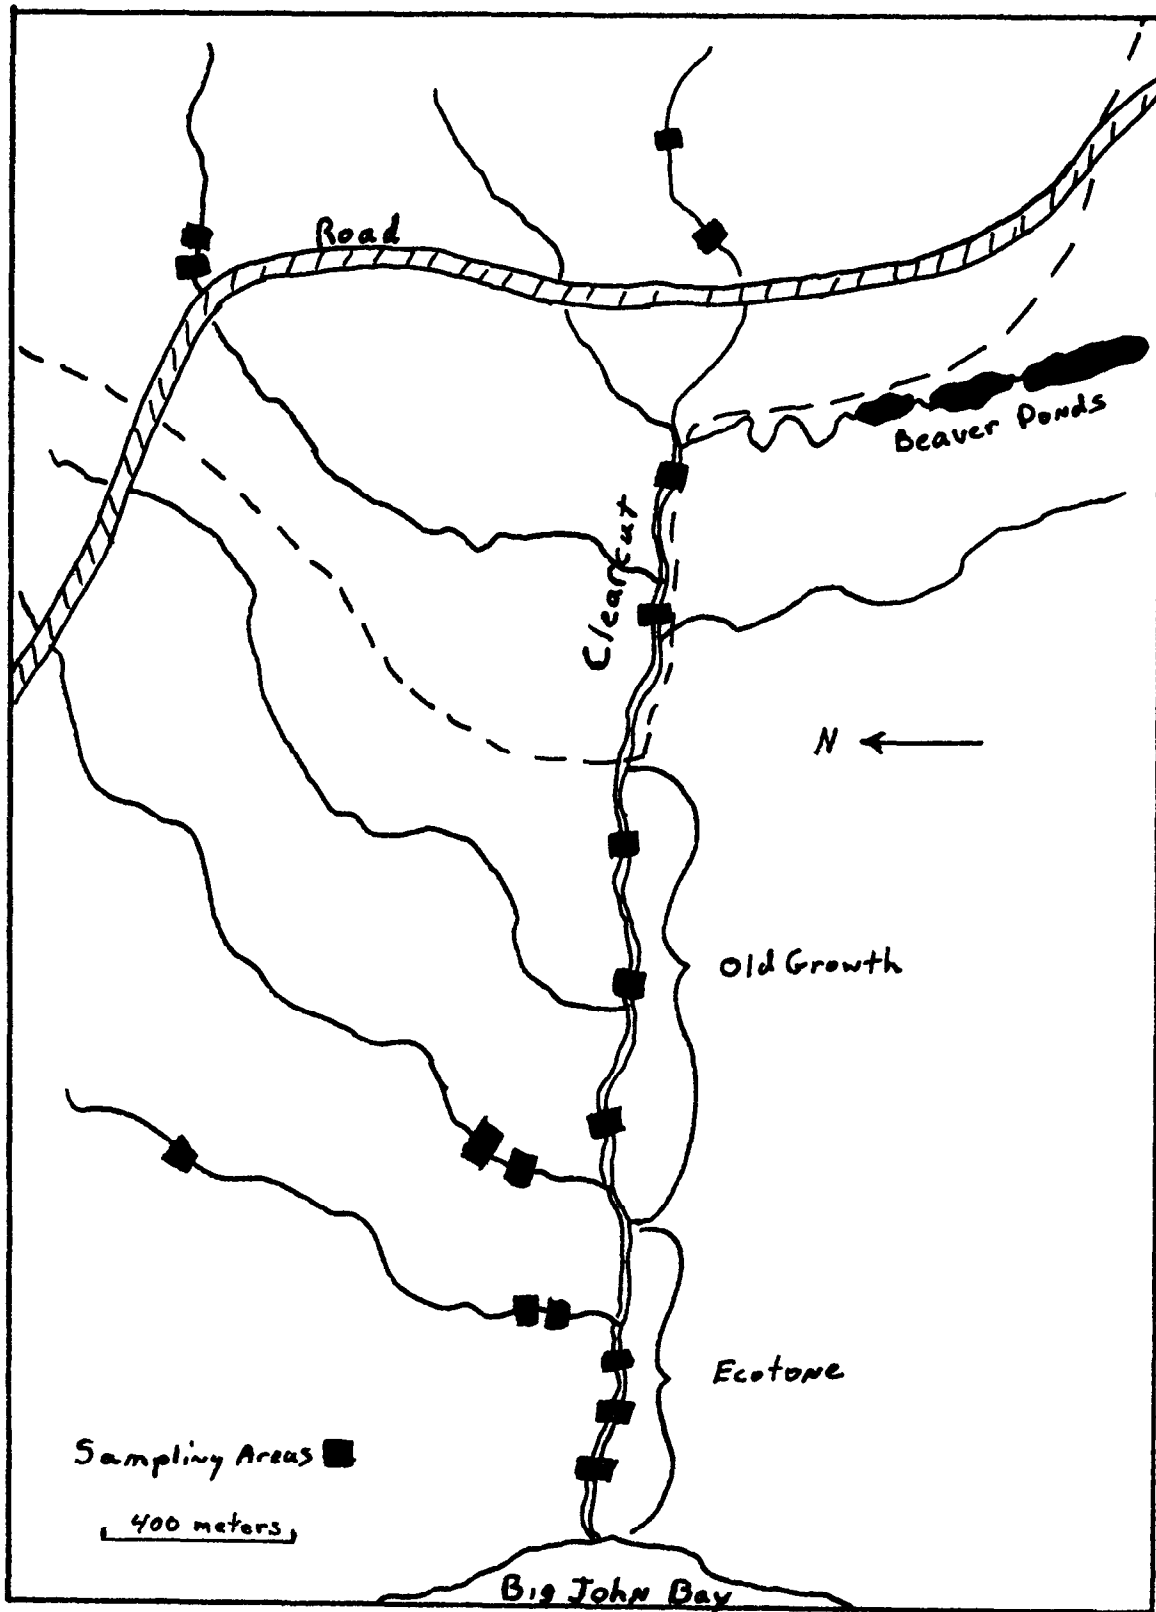 Road
Beaver Ponds
Clearcut
N
Old Growth
Ecotone
Sampling Areas
400 meters
Big John Bay